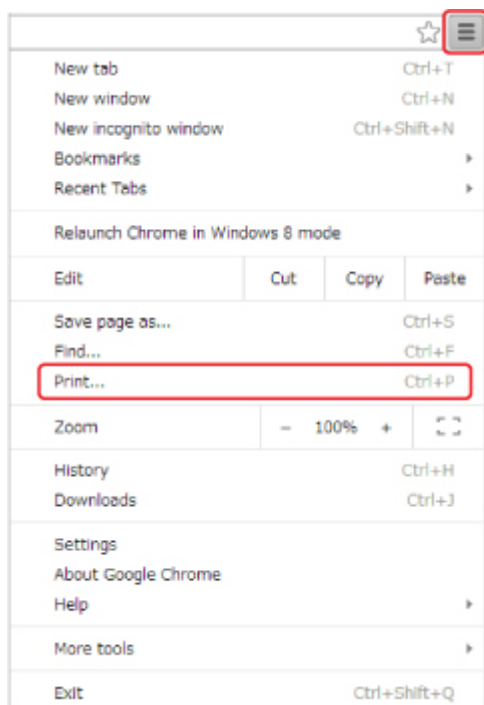 New tab Ctrl+T
New window Ctrl+N
New incognito window Ctrl+Shift+N
Bookmarks
Recent Tabs
Relaunch Chrome in Windows 8 mode
Edit Cut Copy Paste
Save page as... Ctrl+S
Find... Ctrl+F
Print... Ctrl+P
Zoom − 100% +
History Ctrl+H
Downloads Ctrl+J
Settings
About Google Chrome
Help
More tools
Exit Ctrl+Shift+Q